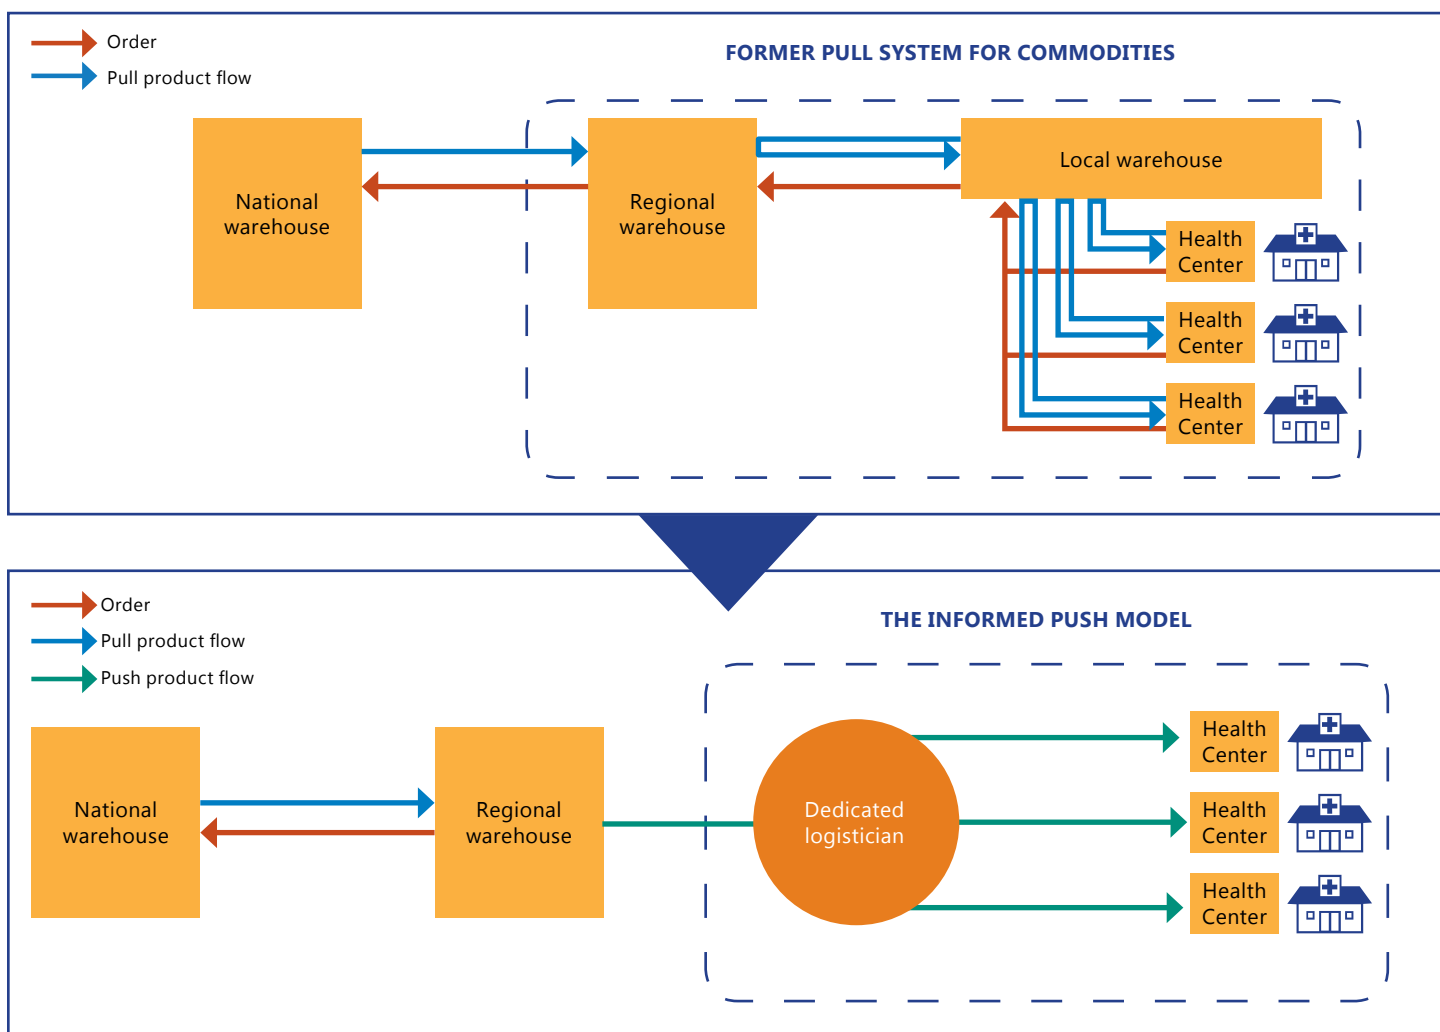 Order
Pull product flow
FORMER PULL SYSTEM FOR COMMODITIES
National
warehouse
Regional
warehouse
Local warehouse
Health
Center
Health
Center
Health
Center
Order
Pull product flow
Push product flow
THE INFORMED PUSH MODEL
National
warehouse
Regional
warehouse
Dedicated
logistician
Health
Center
Health
Center
Health
Center